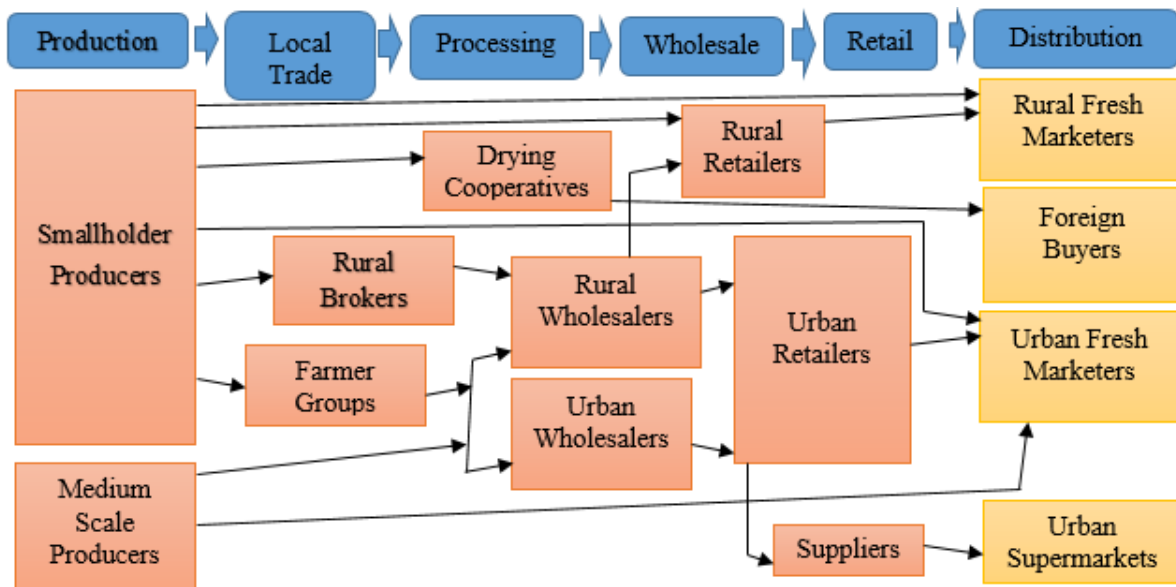 Production
Local
Trade
Processing
Wholesale
Retail
Distribution
Smallholder
Producers
Medium
Scale
Producers
Rural
Brokers
Farmer
Groups
Drying
Cooperatives
Rural
Wholesalers
Urban
Wholesalers
Rural
Retailers
Urban
Retailers
Suppliers
Rural Fresh
Marketers
Foreign
Buyers
Urban Fresh
Marketers
Urban
Supermarkets